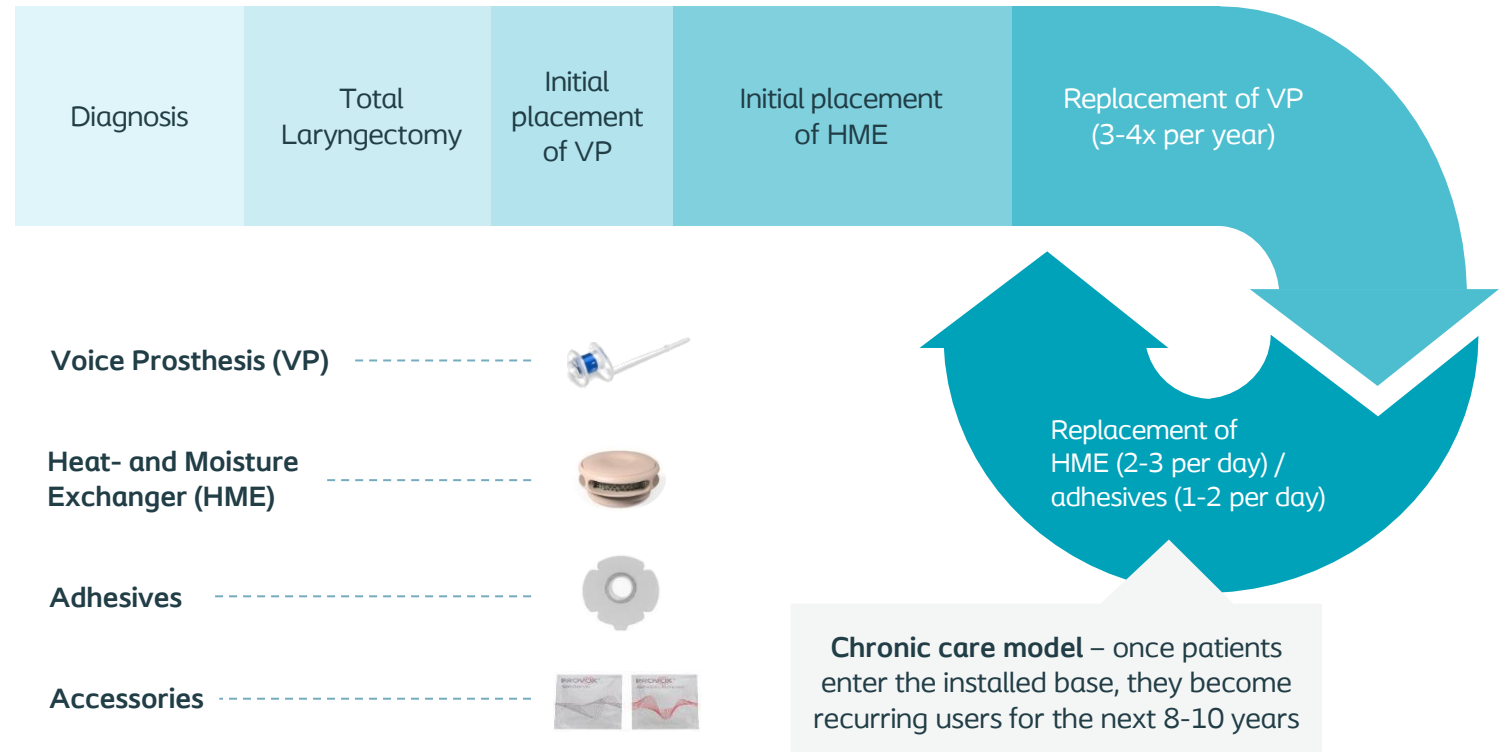 Diagnosis
Total
Laryngectomy
Initial
placement
of VP
Initial placement
of HME
Replacement of VP
(3-4x per year)
Voice Prosthesis (VP)
Heat- and Moisture
Exchanger (HME)
Adhesives
Accessories
PROVOX
PROVOX
Replacement of
HME (2-3 per day) /
adhesives (1-2 per day)
Chronic care model – once patients
enter the installed base, they become
recurring users for the next 8-10 years